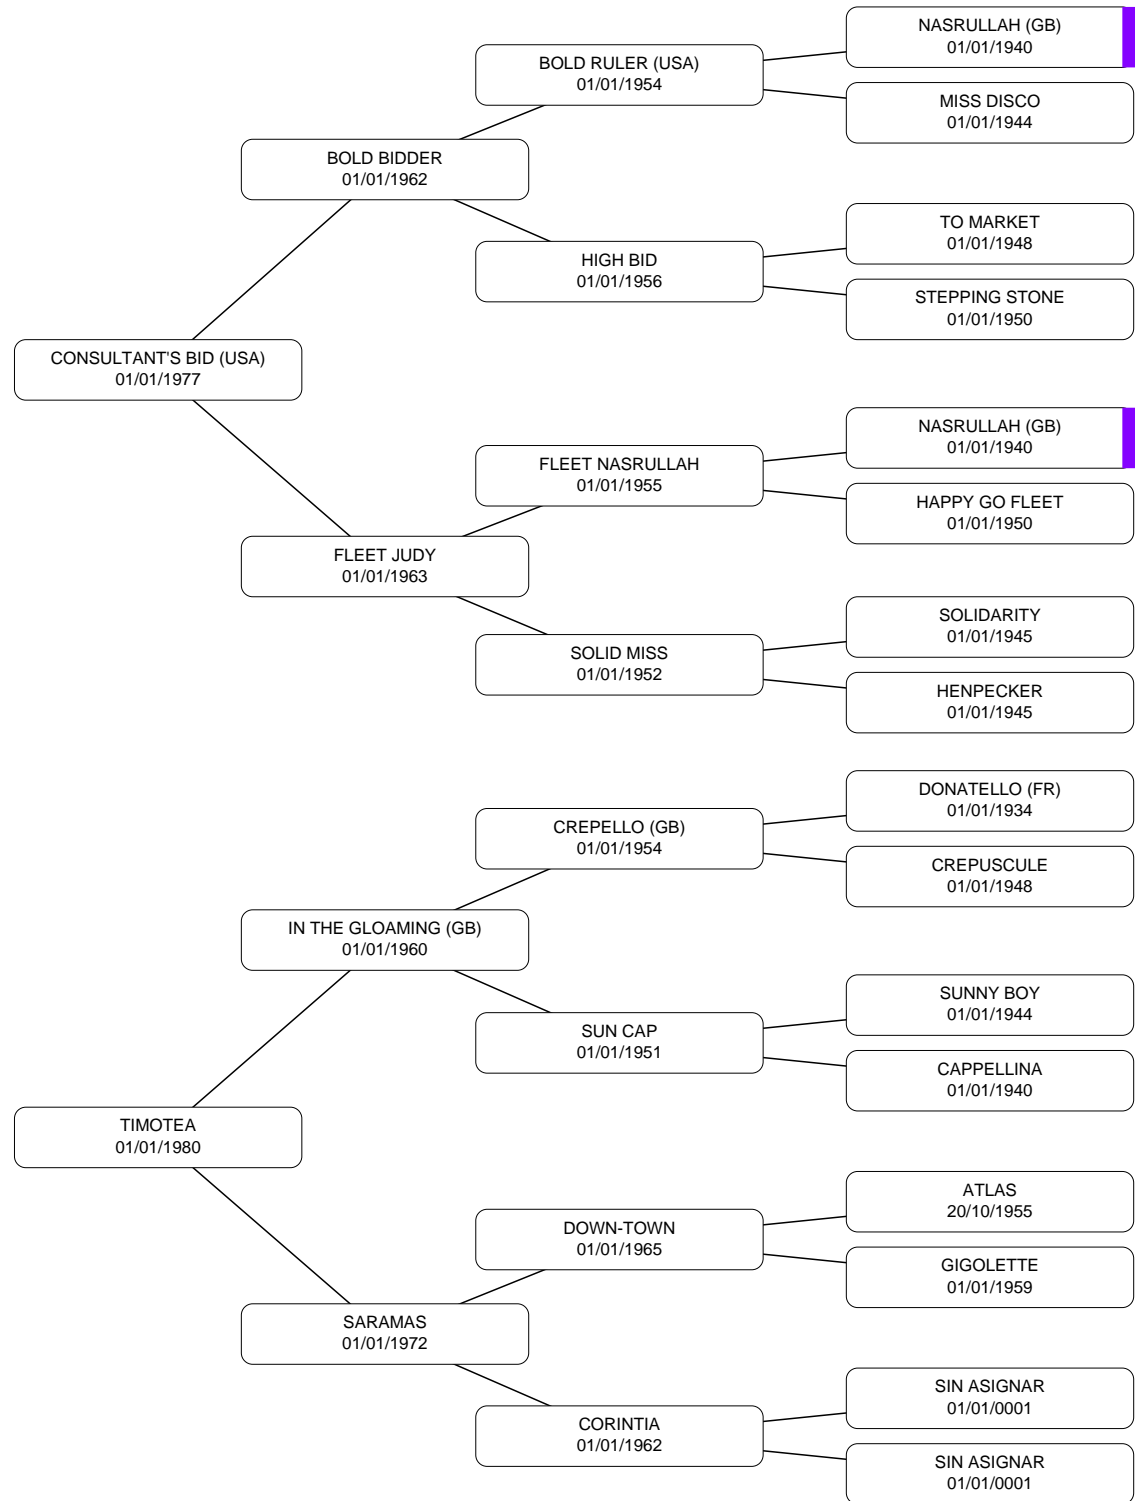 NASRULLAH (GB)
01/01/1940
BOLD RULER (USA)
01/01/1954
MISS DISCO
01/01/1944
BOLD BIDDER
01/01/1962
TO MARKET
01/01/1948
HIGH BID
01/01/1956
STEPPING STONE
01/01/1950
CONSULTANT'S BID (USA)
01/01/1977
NASRULLAH (GB)
01/01/1940
FLEET NASRULLAH
01/01/1955
HAPPY GO FLEET
01/01/1950
FLEET JUDY
01/01/1963
SOLIDARITY
01/01/1945
SOLID MISS
01/01/1952
HENPECKER
01/01/1945
DONATELLO (FR)
01/01/1934
CREPELLO (GB)
01/01/1954
CREPUSCULE
01/01/1948
IN THE GLOAMING (GB)
01/01/1960
SUNNY BOY
01/01/1944
SUN CAP
01/01/1951
CAPPELLINA
01/01/1940
TIMOTEA
01/01/1980
ATLAS
20/10/1955
DOWN-TOWN
01/01/1965
GIGOLETTE
01/01/1959
SARAMAS
01/01/1972
SIN ASIGNAR
01/01/0001
CORINTIA
01/01/1962
SIN ASIGNAR
01/01/0001